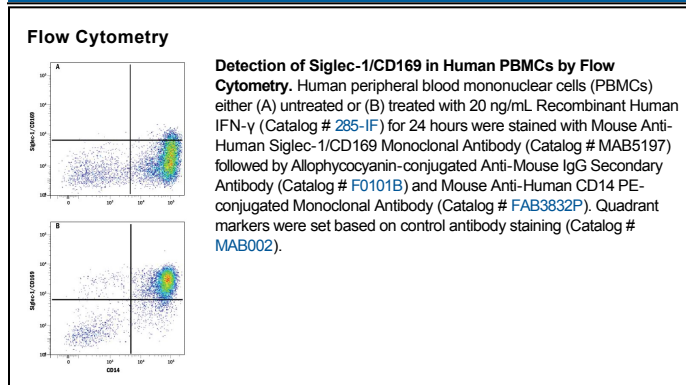 Flow Cytometry
A
Siglec-1/CD169
0
B
Siglec-1/CD169
0
CD14
Detection of Siglec-1/CD169 in Human PBMCs by Flow
Cytometry. Human peripheral blood mononuclear cells (PBMCs)
either (A) untreated or (B) treated with 20 ng/mL Recombinant Human
IFN-γ (Catalog # 285-IF) for 24 hours were stained with Mouse Anti-
Human Siglec-1/CD169 Monoclonal Antibody (Catalog # MAB5197)
followed by Allophycocyanin-conjugated Anti-Mouse IgG Secondary
Antibody (Catalog # F0101B) and Mouse Anti-Human CD14 PE-
conjugated Monoclonal Antibody (Catalog # FAB3832P). Quadrant
markers were set based on control antibody staining (Catalog #
MAB002).